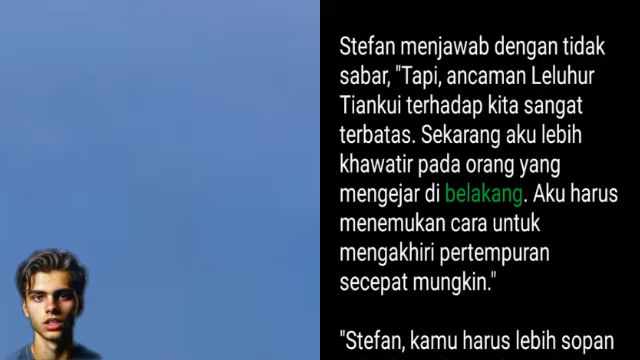 Stefan menjawab dengan tidak
sabar, "Tapi, ancaman Leluhur
Tiankui terhadap kita sangat
terbatas. Sekarang aku lebih
khawatir pada orang yang
mengejar di belakang. Aku harus
menemukan cara untuk
mengakhiri pertempuran
secepat mungkin."
"Stefan, kamu harus lebih sopan